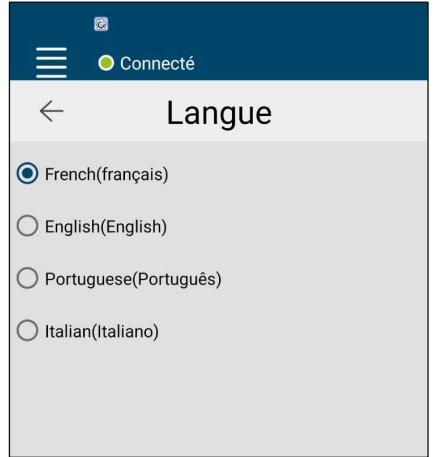 Connecté
Langue
French(français)
English(English)
Portuguese(Português)
Italian(Italiano)